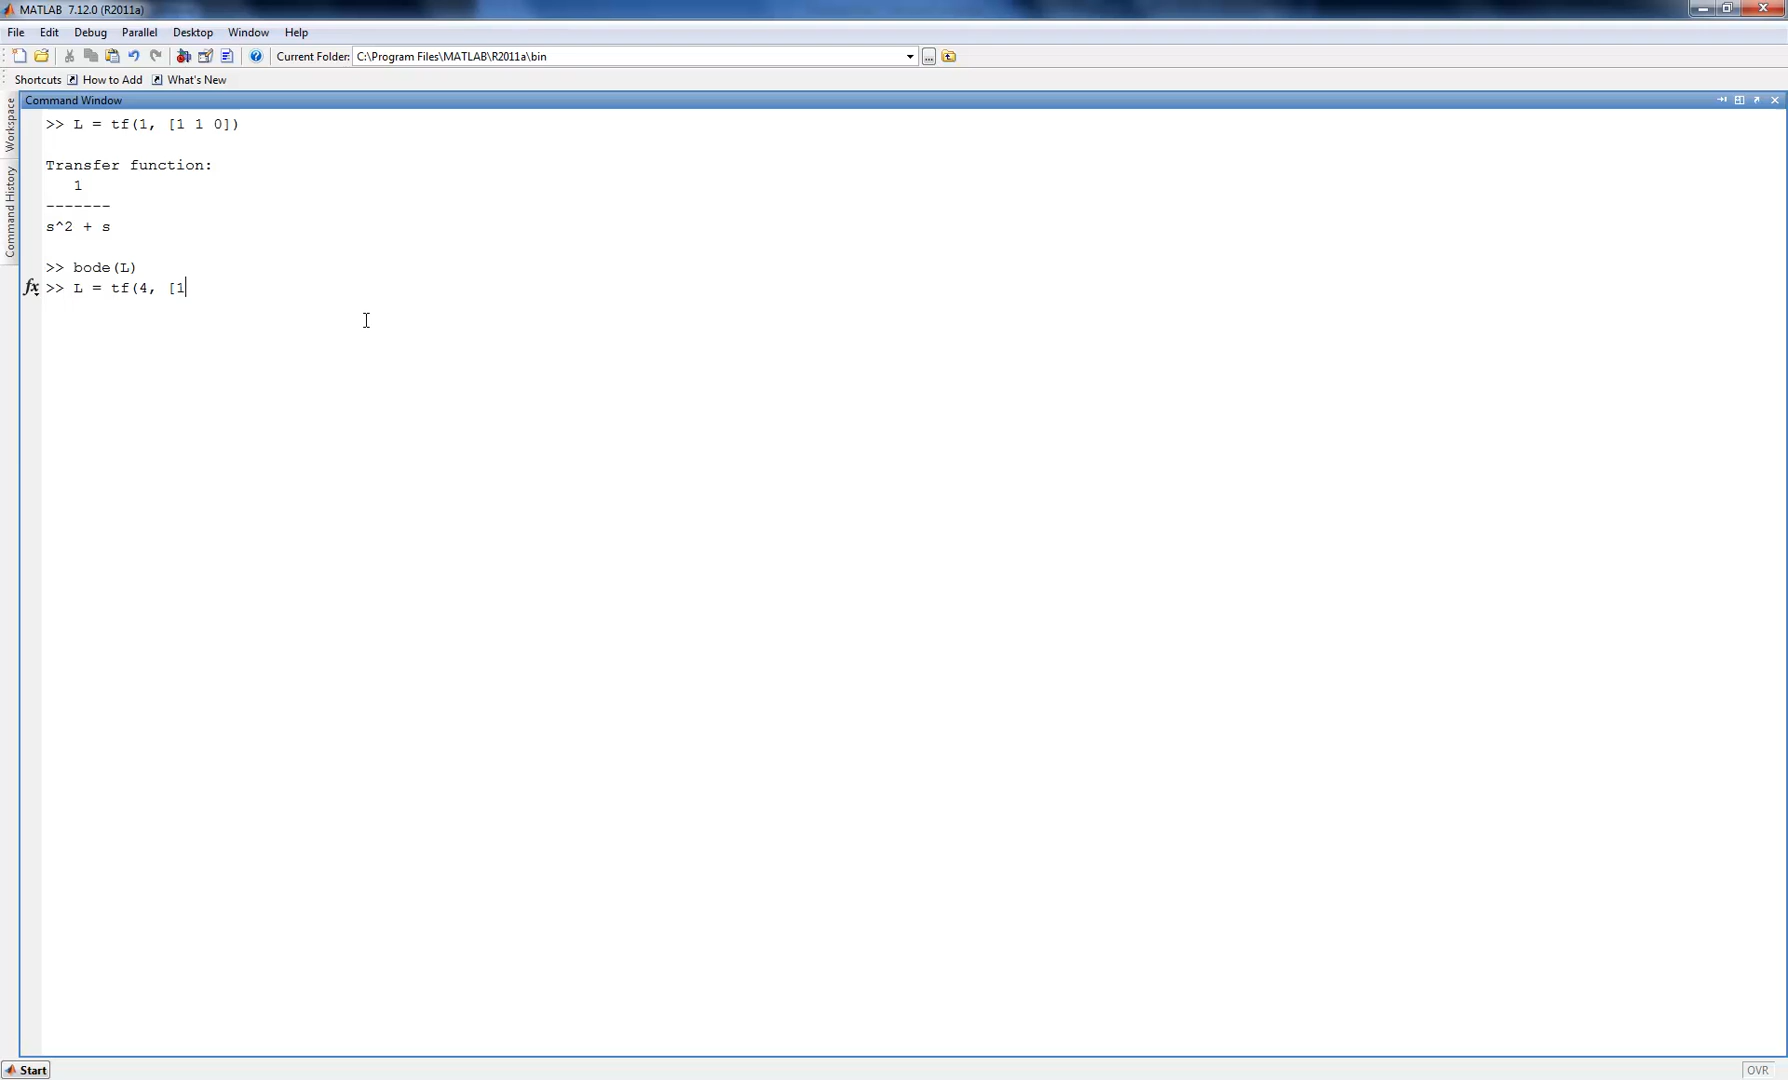 MATLAB 7.12.0 (R2011a)
File Edit Debug Parallel Desktop Window Help
Current Folder: C:\Program Files\MATLAB\R2011a\bin ...
Shortcuts How to Add What's New
Command Window
Workspace
Command History
>> L = tf(1, [1 1 0])
Transfer function:
1
-------
s^2 + s
>> bode(L)
fx >> L = tf(4, [1
Start
OVR